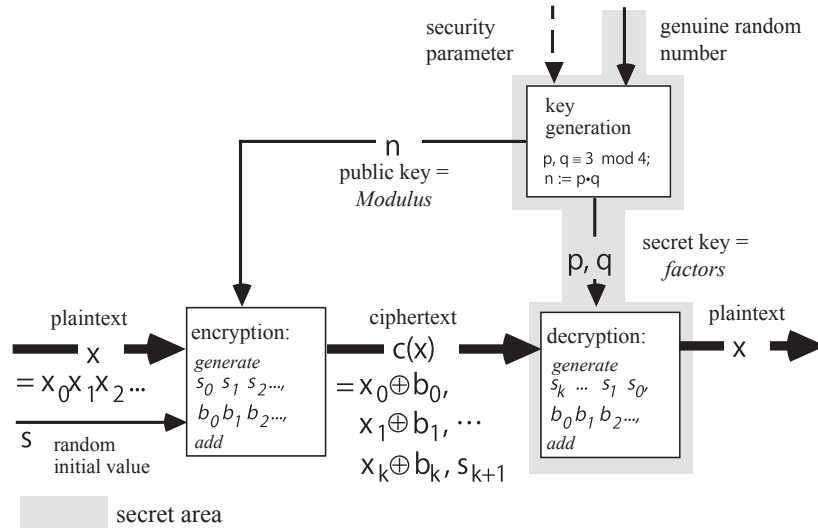 security
parameter
genuine random
number
key
generation
p, q ≡ 3 mod 4;
n := p•q
n
public key =
Modulus
p, q
secret key =
factors
plaintext
x
= x₀x₁x₂...
s
random
initial value
encryption:
generate
s₀ s₁ s₂...,
b₀ b₁ b₂...,
add
ciphertext
c(x)
= x₀⊕b₀,
x₁⊕b₁, ...
xₖ⊕bₖ, sₖ₊₁
decryption:
generate
sₖ ... s₁ s₀,
b₀ b₁ b₂...,
add
plaintext
x
secret area